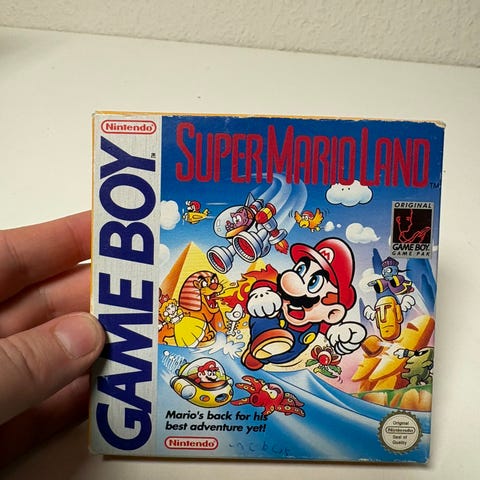 Nintendo
SUPER MARIO LAND
TM
GAME BOY
TM
ORIGINAL
GAME BOY
GAME PAK
M
Mario's back for his
best adventure yet!
Nintendo
Original
Nintendo
Seal of
Quality